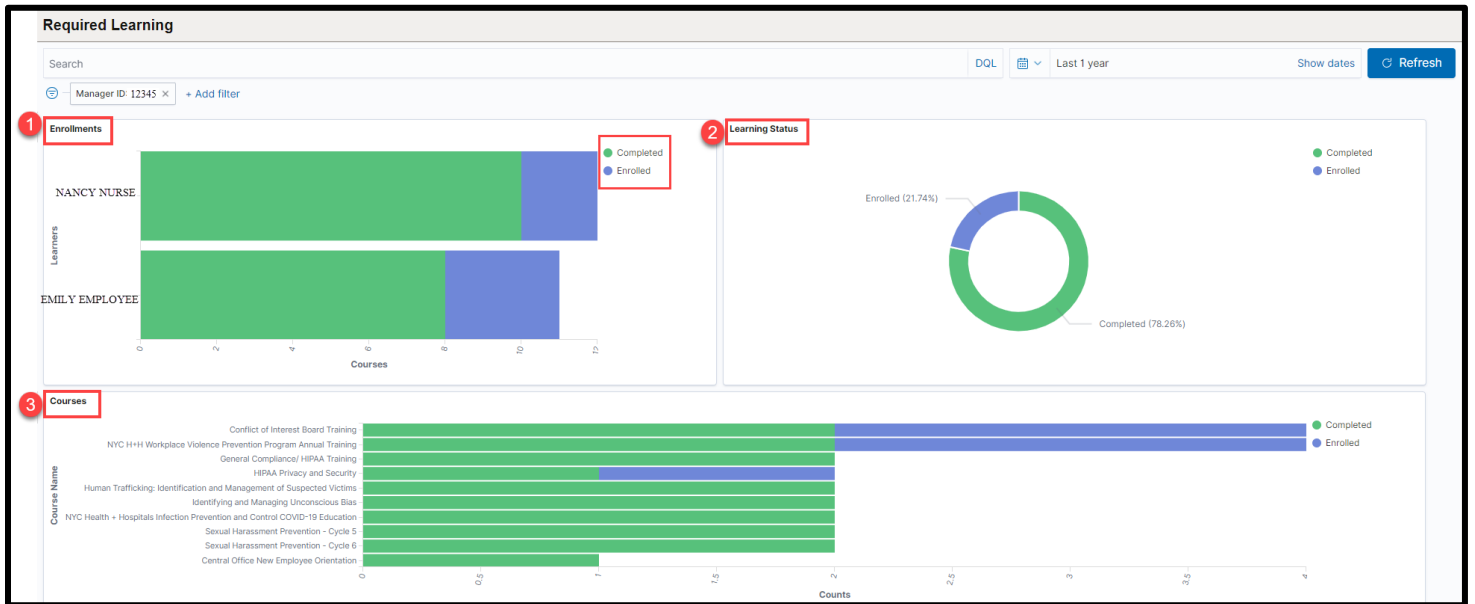 Required Learning
Search
DQL
Last 1 year
Show dates
Refresh
Manager ID: 12345 ×
+ Add filter
1
Enrollments
Completed
Enrolled
NANCY NURSE
EMILY EMPLOYEE
Learners
0 2 4 6 8 10 12
Courses
2
Learning Status
Completed
Enrolled
Enrolled (21.74%)
Completed (78.26%)
3
Courses
Completed
Enrolled
Conflict of Interest Board Training
NYC H+H Workplace Violence Prevention Program Annual Training
General Compliance/ HIPAA Training
HIPAA Privacy and Security
Human Trafficking: Identification and Management of Suspected Victims
Identifying and Managing Unconscious Bias
NYC Health + Hospitals Infection Prevention and Control COVID-19 Education
Sexual Harassment Prevention - Cycle 5
Sexual Harassment Prevention - Cycle 6
Central Office New Employee Orientation
Course Name
0 0.5 1 1.5 2 2.5 3 3.5 4
Counts